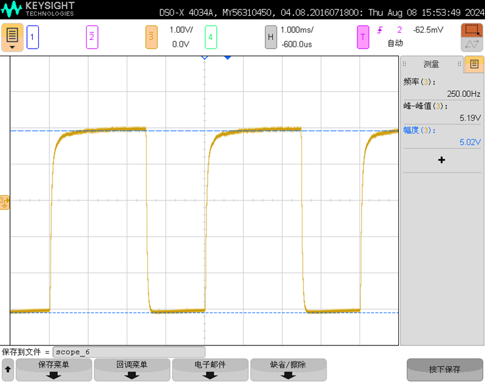 KEYSIGHT
TECHNOLOGIES
DSO-X 4034A, MY56310450, 04.08.2016071800: Thu Aug 08 15:53:49 2024
1
2
3
1.00V/
0.0V
4
H
1.000ms/
-600.0us
T
2
-62.5mV
自动
测量
频率(3):
250.00Hz
峰-峰值(3):
5.19V
幅度(3):
5.02V
保存到文件 = scope_6
保存菜单
回调菜单
电子邮件
缺省/擦除
按下保存